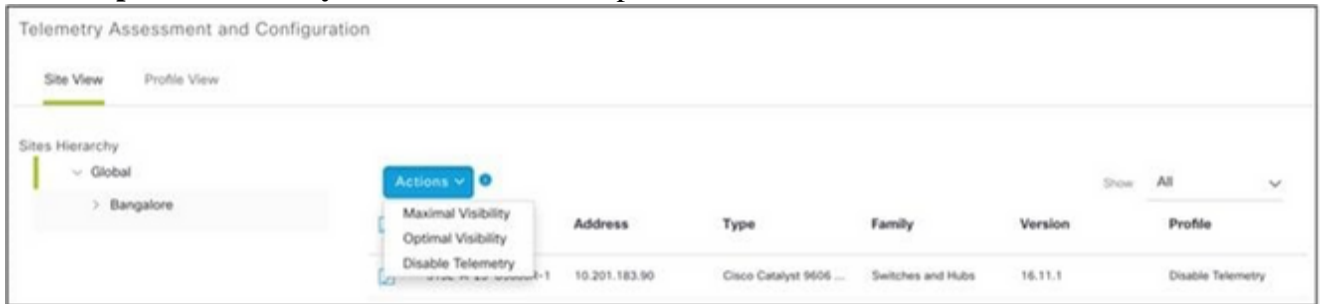 Telemetry Assessment and Configuration
Site View Profile View
Sites Hierarchy
Global
Bangalore
Actions
Show All
Maximal Visibility
Optimal Visibility
Disable Telemetry
Address Type Family Version Profile
10.201.183.90 Cisco Catalyst 9606 ... Switches and Hubs 16.11.1 Disable Telemetry